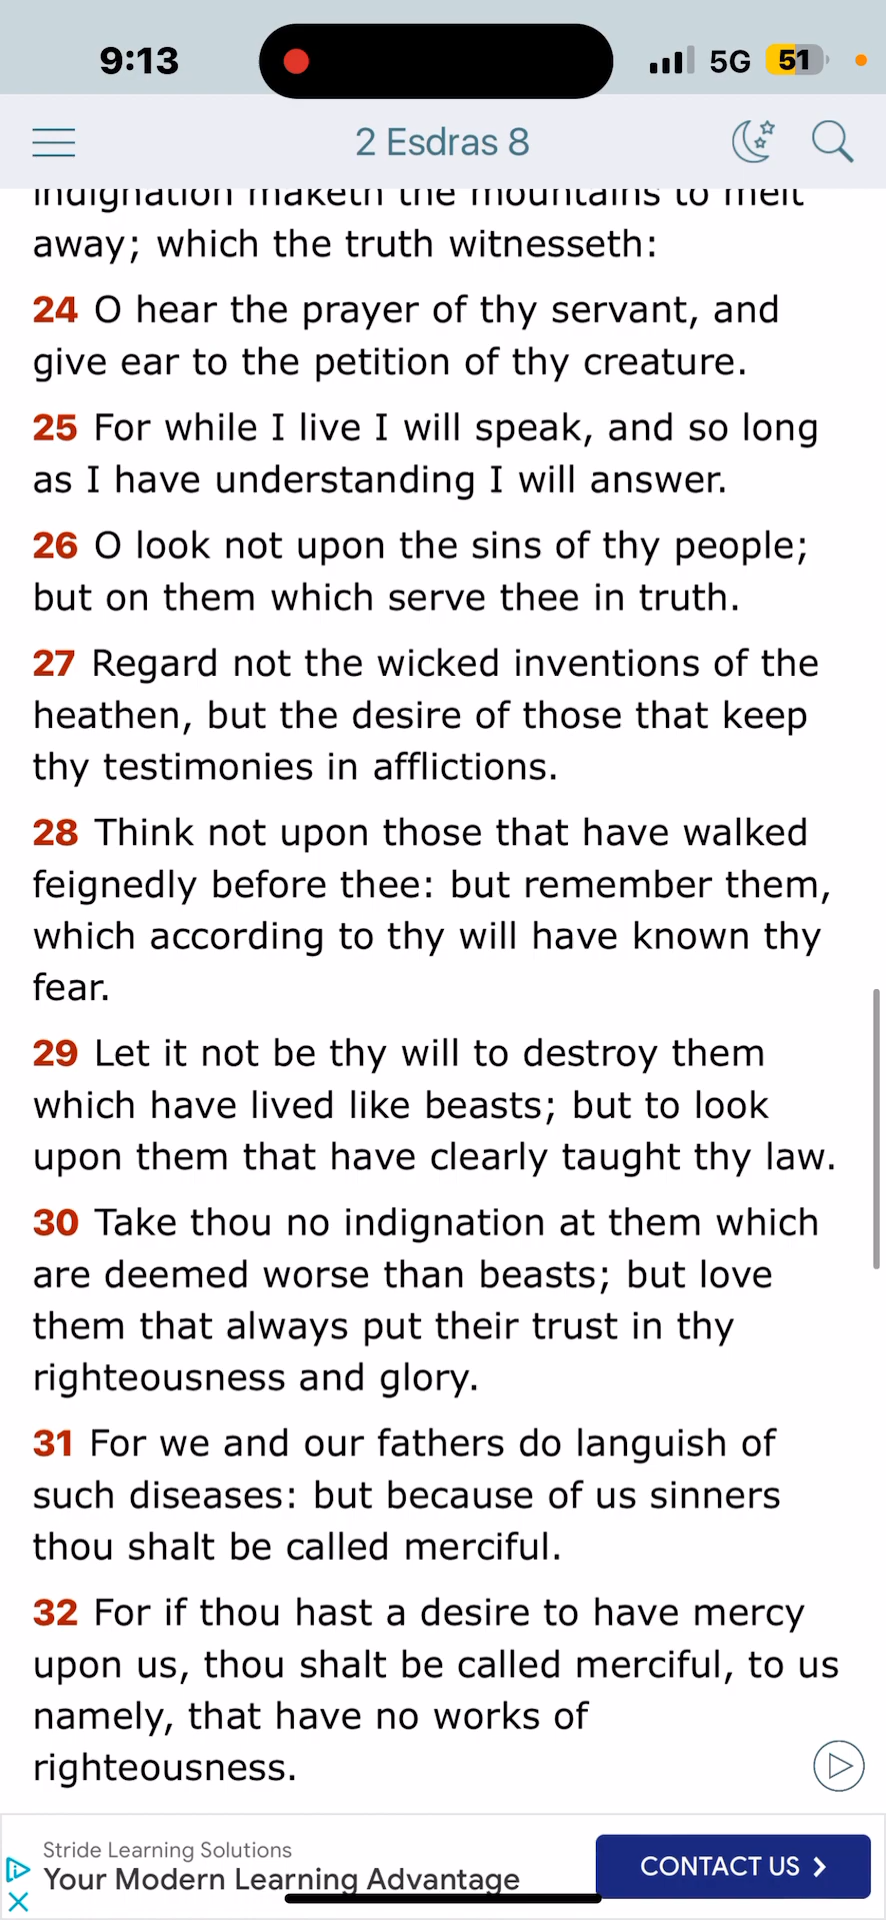 9:13
5G
51
2 Esdras 8
indignation maketh the mountains to melt
away; which the truth witnesseth:
24 O hear the prayer of thy servant, and
give ear to the petition of thy creature.
25 For while I live I will speak, and so long
as I have understanding I will answer.
26 O look not upon the sins of thy people;
but on them which serve thee in truth.
27 Regard not the wicked inventions of the
heathen, but the desire of those that keep
thy testimonies in afflictions.
28 Think not upon those that have walked
feignedly before thee: but remember them,
which according to thy will have known thy
fear.
29 Let it not be thy will to destroy them
which have lived like beasts; but to look
upon them that have clearly taught thy law.
30 Take thou no indignation at them which
are deemed worse than beasts; but love
them that always put their trust in thy
righteousness and glory.
31 For we and our fathers do languish of
such diseases: but because of us sinners
thou shalt be called merciful.
32 For if thou hast a desire to have mercy
upon us, thou shalt be called merciful, to us
namely, that have no works of
righteousness.
Stride Learning Solutions
Your Modern Learning Advantage
CONTACT US